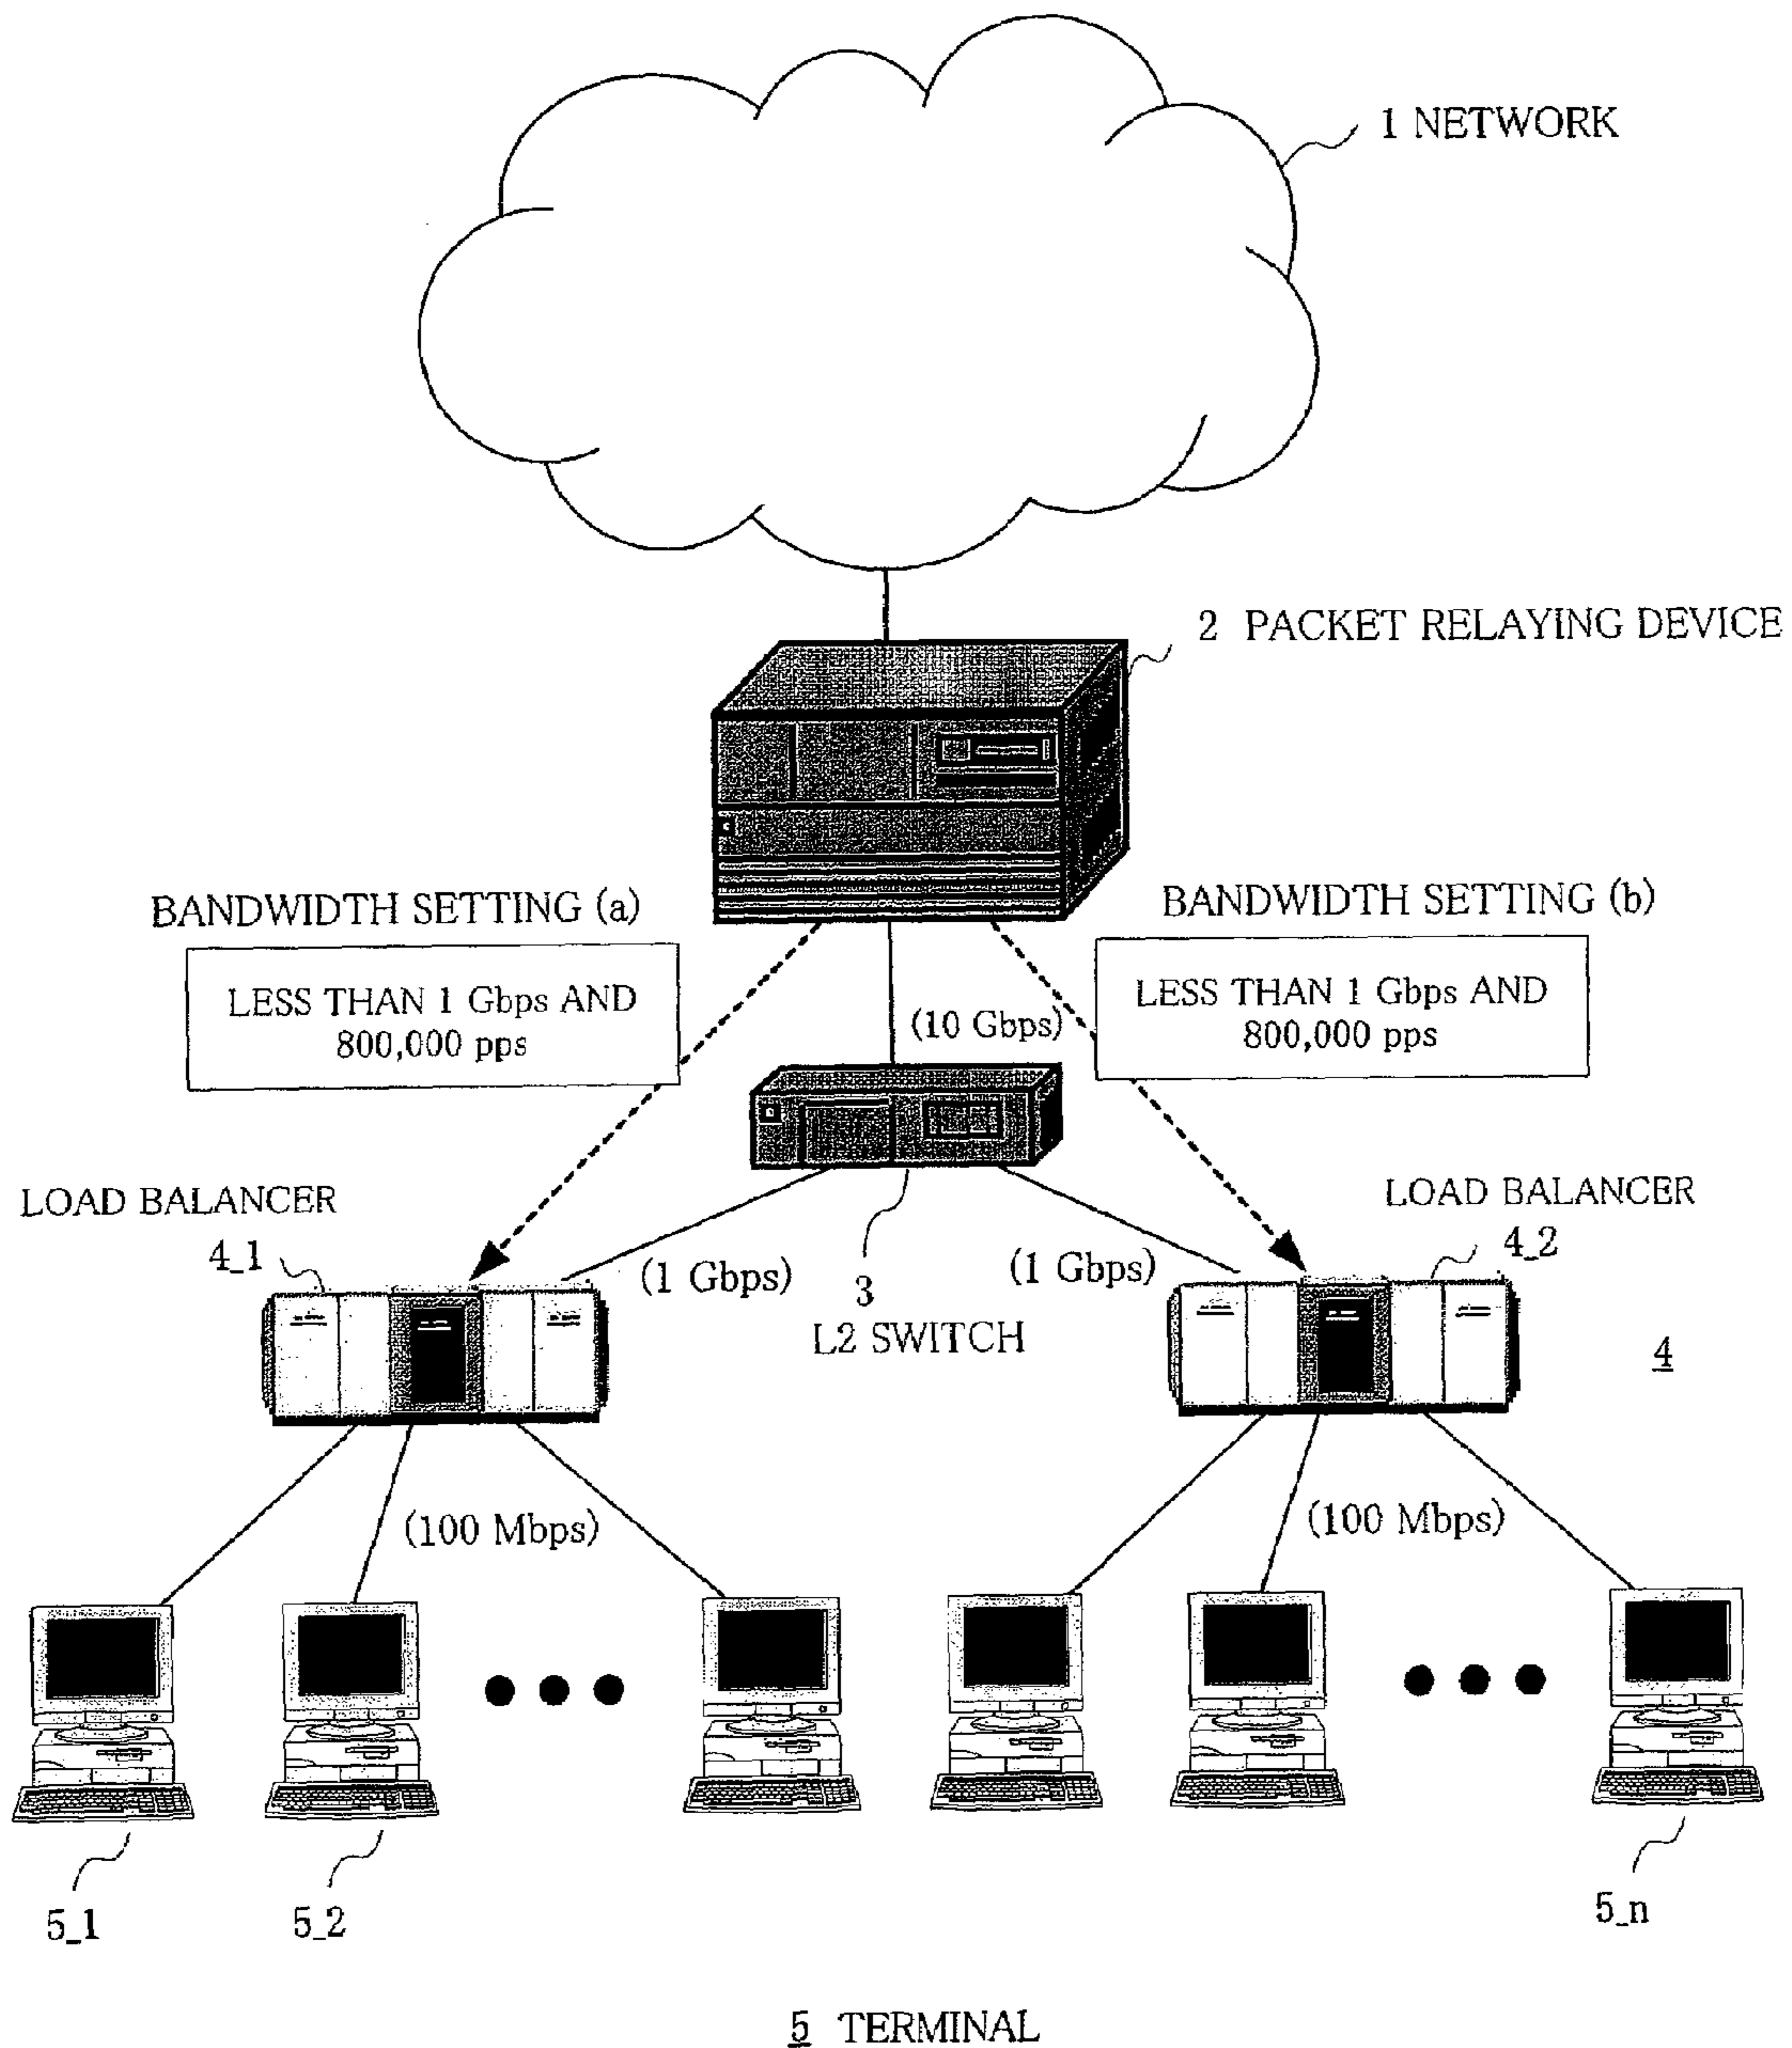 1 NETWORK
2 PACKET RELAYING DEVICE
BANDWIDTH SETTING (a)
LESS THAN 1 Gbps AND
800,000 pps
BANDWIDTH SETTING (b)
LESS THAN 1 Gbps AND
800,000 pps
(10 Gbps)
LOAD BALANCER
4_1
LOAD BALANCER
4_2
(1 Gbps)
(1 Gbps)
3
L2 SWITCH
4
(100 Mbps)
(100 Mbps)
5_1
5_2
5_n
5 TERMINAL